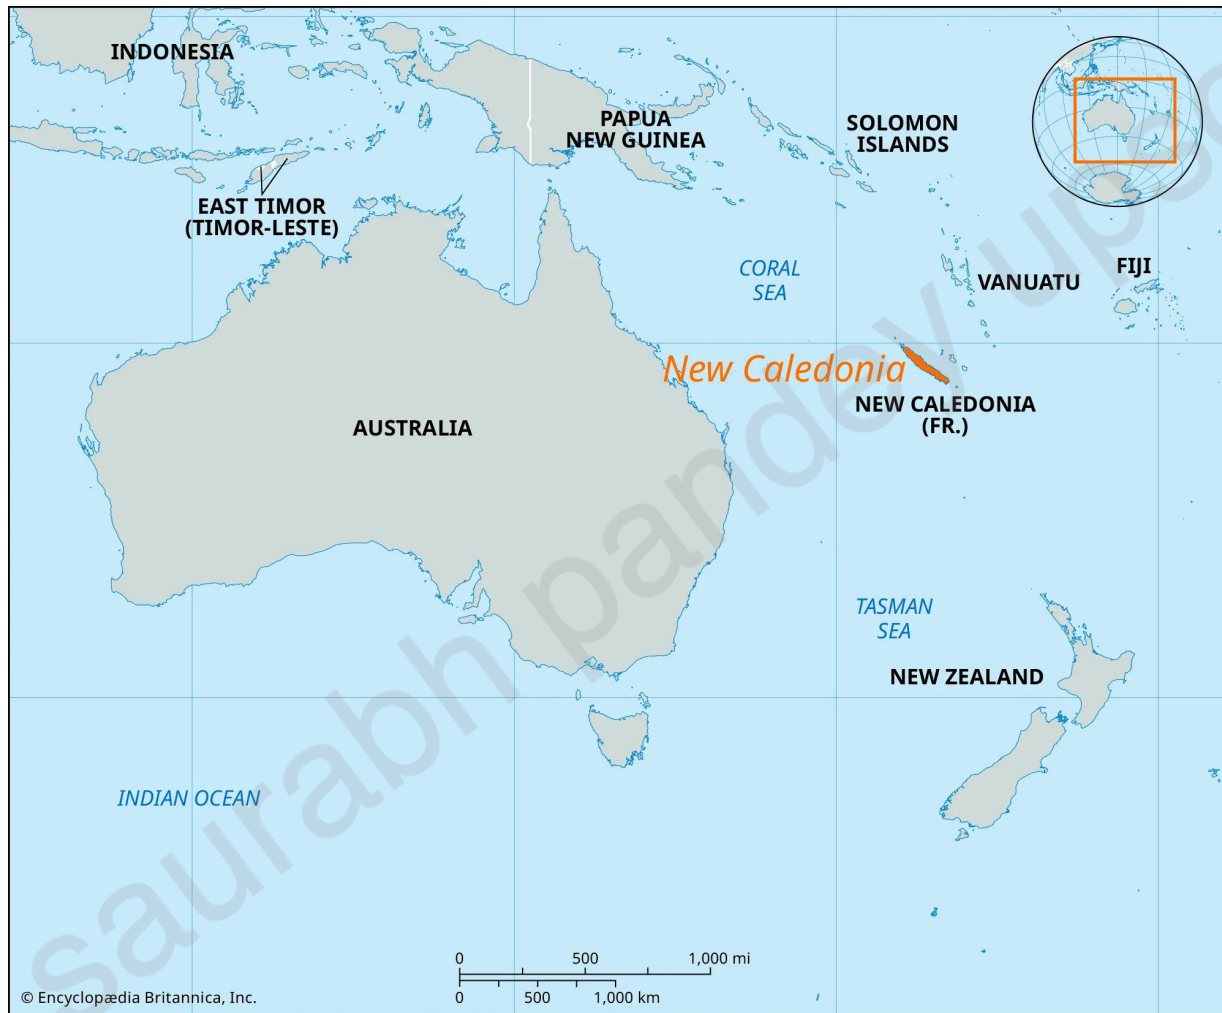 INDONESIA
PAPUA
NEW GUINEA
SOLOMON
ISLANDS
EAST TIMOR
(TIMOR-LESTE)
CORAL
SEA
VANUATU
FIJI
New Caledonia
NEW CALEDONIA
(FR.)
AUSTRALIA
TASMAN
SEA
NEW ZEALAND
INDIAN OCEAN
0 500 1,000 mi
0 500 1,000 km
© Encyclopædia Britannica, Inc.
saurabh pandey upsc